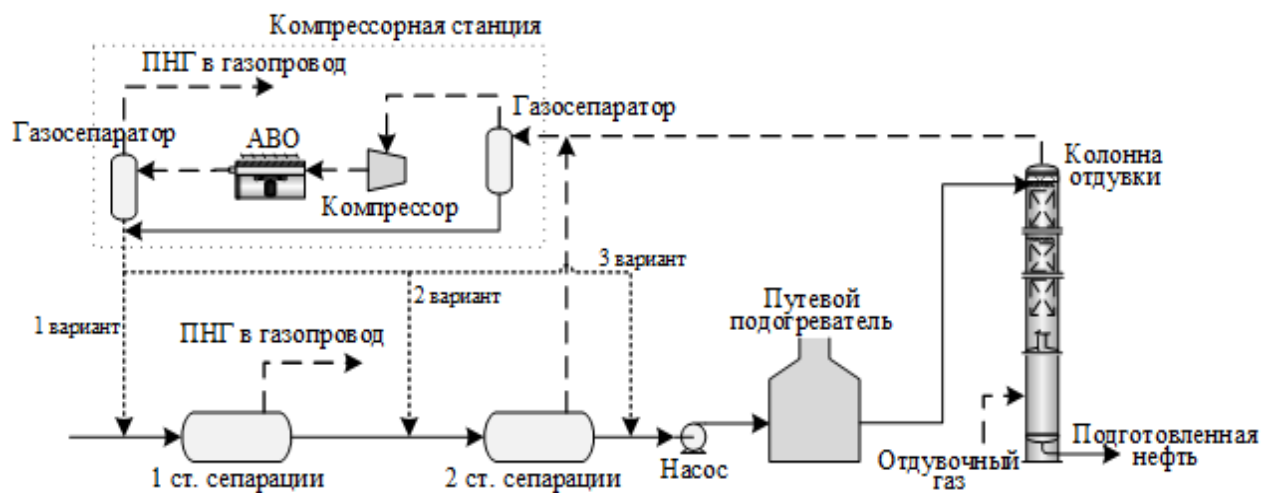 Компрессорная станция
ПНГ в газопровод
Газосепаратор
Газосепаратор
АВО
Компрессор
Колонна
отдувки
3 вариант
2 вариант
1 вариант
ПНГ в газопровод
Путевой
подогреватель
1 ст. сепарации
2 ст. сепарации
Насос
Отдувочный
газ
Подготовленная
нефть